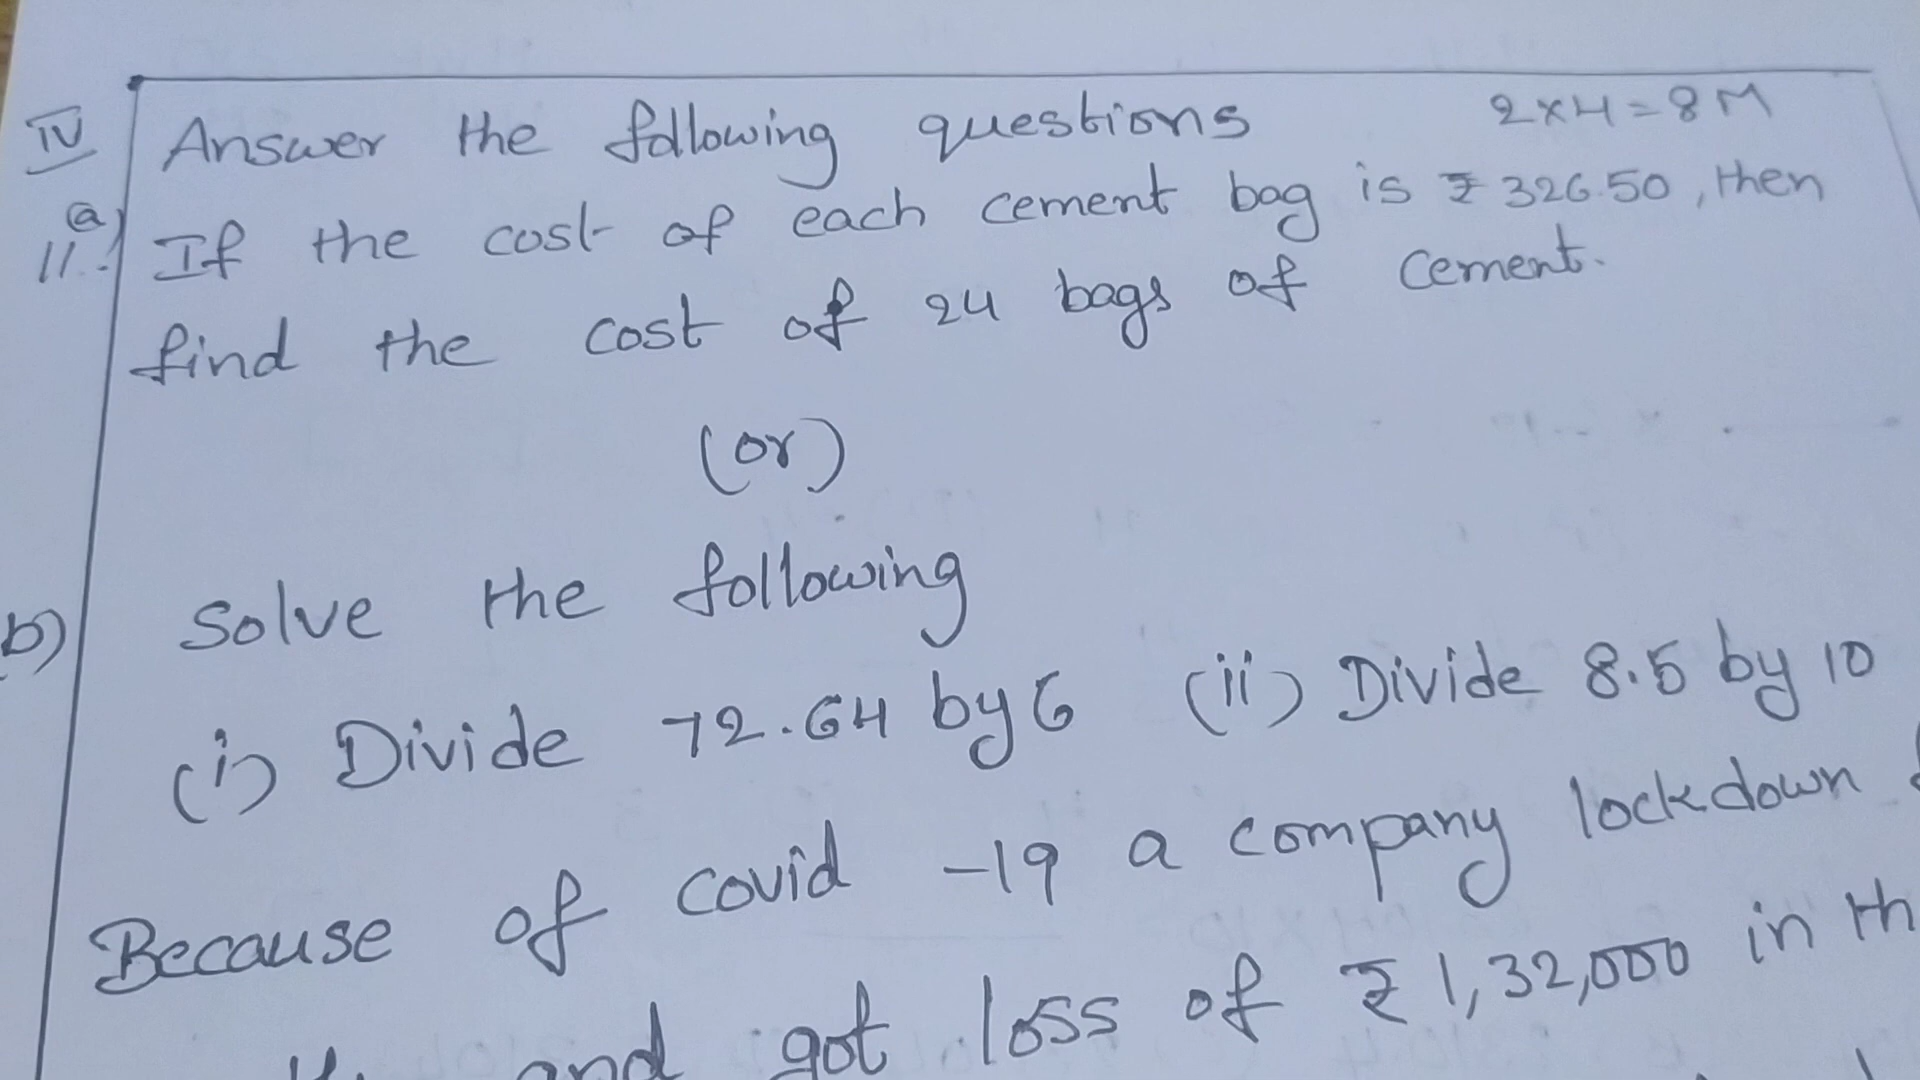 IV Answer the following questions 2×4=8M
11. a) If the cost of each cement bag is ₹ 326.50, then
find the cost of 24 bags of cement.
(or)
b) Solve the following
(i) Divide 72.64 by 6 (ii) Divide 8.5 by 10
Because of covid -19 a company lockdown
and got loss of ₹ 1,32,000 in th